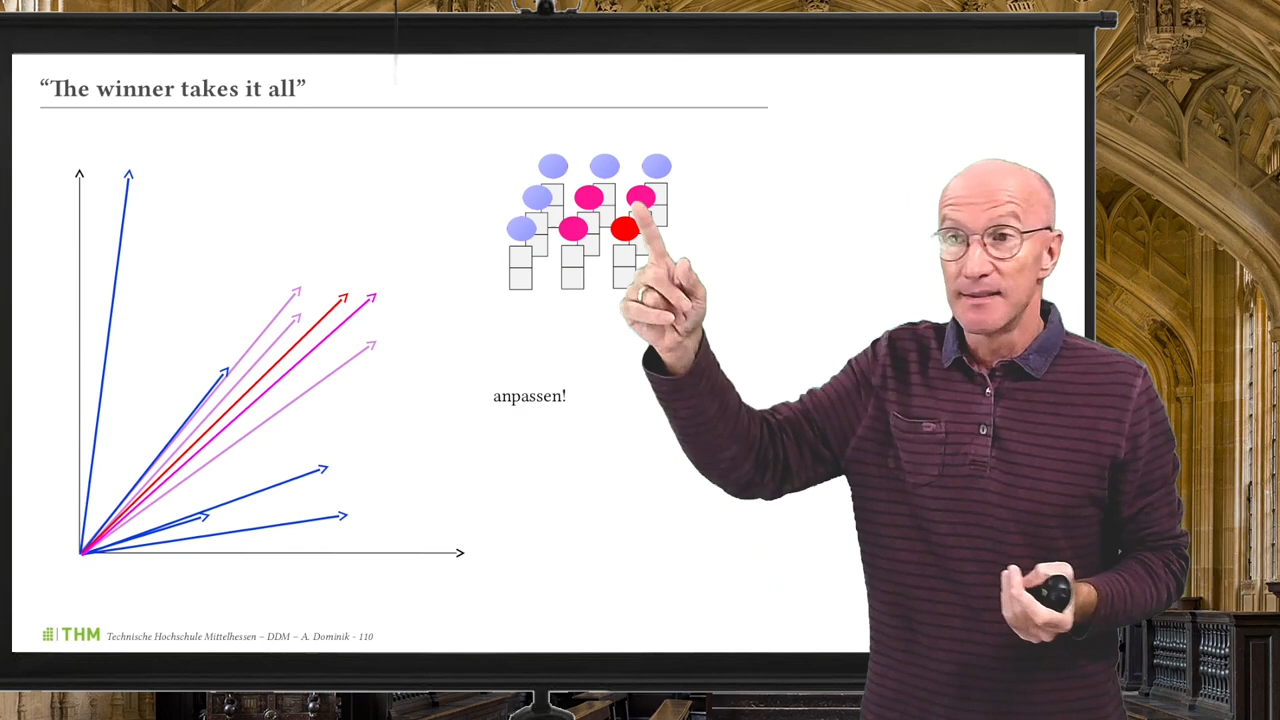 “The winner takes it all”
anpassen!
THM Technische Hochschule Mittelhessen – DDM – A. Dominik - 110